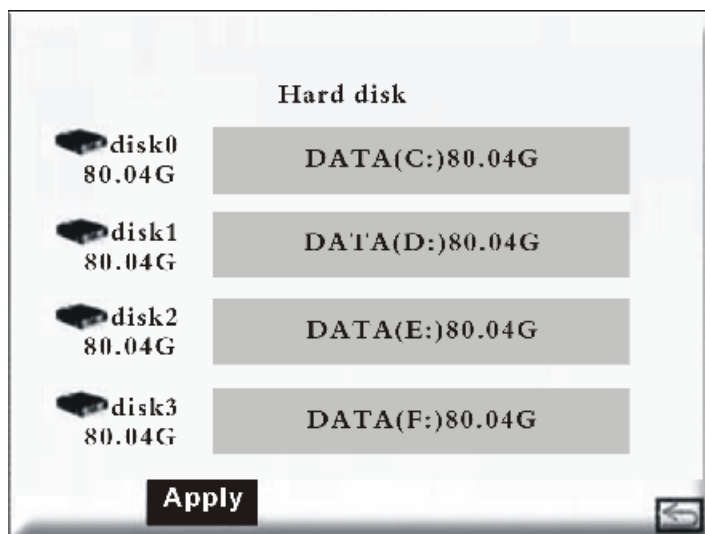 Hard disk
disk0
80.04G
DATA(C:)80.04G
disk1
80.04G
DATA(D:)80.04G
disk2
80.04G
DATA(E:)80.04G
disk3
80.04G
DATA(F:)80.04G
Apply